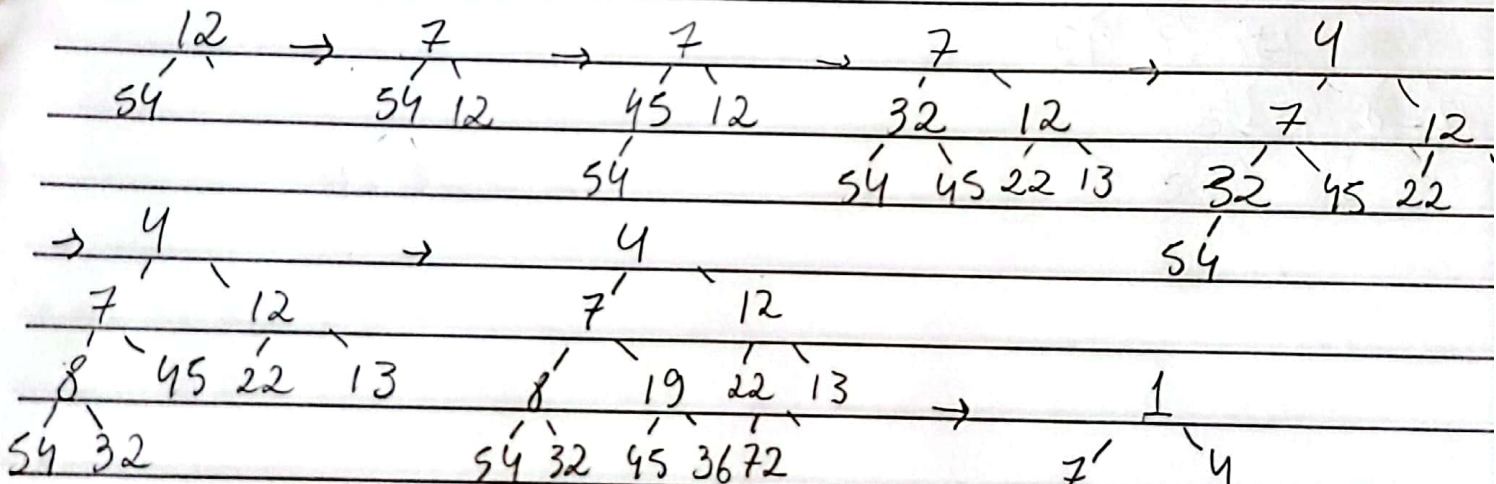 12 → 7 → 7 → 7 → 4
54 54 12 45 12 32 12 7 12
54 54 45 22 13 32 45 22
→ 4 → 4 54
7 12 7 12
8 45 22 13 8 19 22 13 → 1
54 32 54 32 45 36 72 7 4